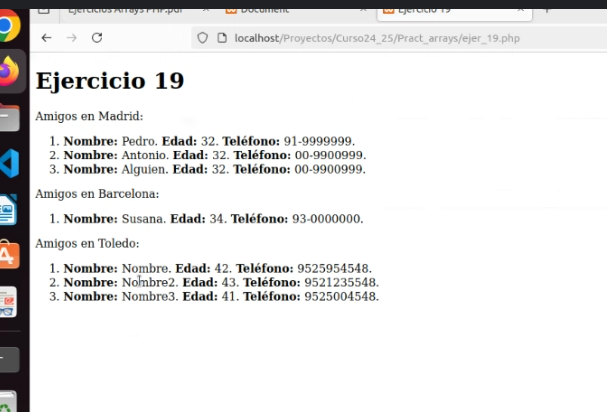 Ejercicios Arrays PHP.pdf
Document
Ejercicio 19
localhost/Proyectos/Curso24_25/Pract_arrays/ejer_19.php
Ejercicio 19
Amigos en Madrid:
1. Nombre: Pedro. Edad: 32. Teléfono: 91-9999999.
2. Nombre: Antonio. Edad: 32. Teléfono: 00-9900999.
3. Nombre: Alguien. Edad: 32. Teléfono: 00-9900999.
Amigos en Barcelona:
1. Nombre: Susana. Edad: 34. Teléfono: 93-0000000.
Amigos en Toledo:
1. Nombre: Nombre. Edad: 42. Teléfono: 9525954548.
2. Nombre: Nombre2. Edad: 43. Teléfono: 9521235548.
3. Nombre: Nombre3. Edad: 41. Teléfono: 9525004548.